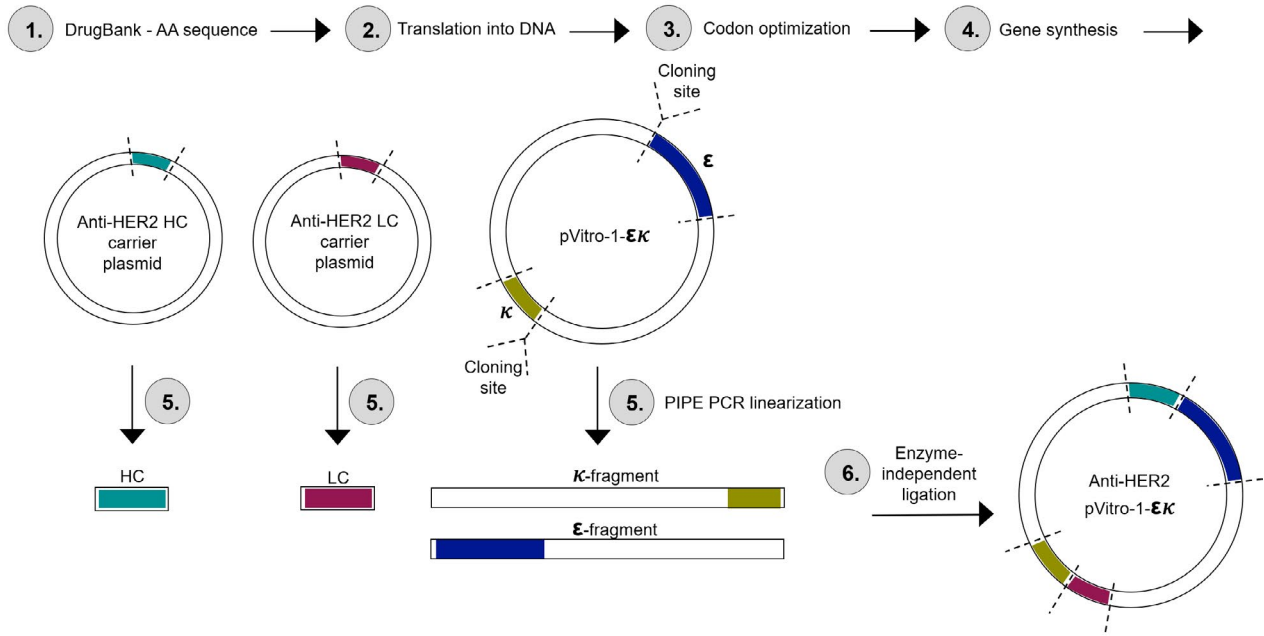 1. DrugBank - AA sequence
2. Translation into DNA
3. Codon optimization
4. Gene synthesis
Cloning
site
ε
Anti-HER2 HC
carrier
plasmid
Anti-HER2 LC
carrier
plasmid
pVitro-1-εκ
κ
Cloning
site
5.
5.
5. PIPE PCR linearization
HC
LC
κ-fragment
ε-fragment
6. Enzyme-
independent
ligation
Anti-HER2
pVitro-1-εκ